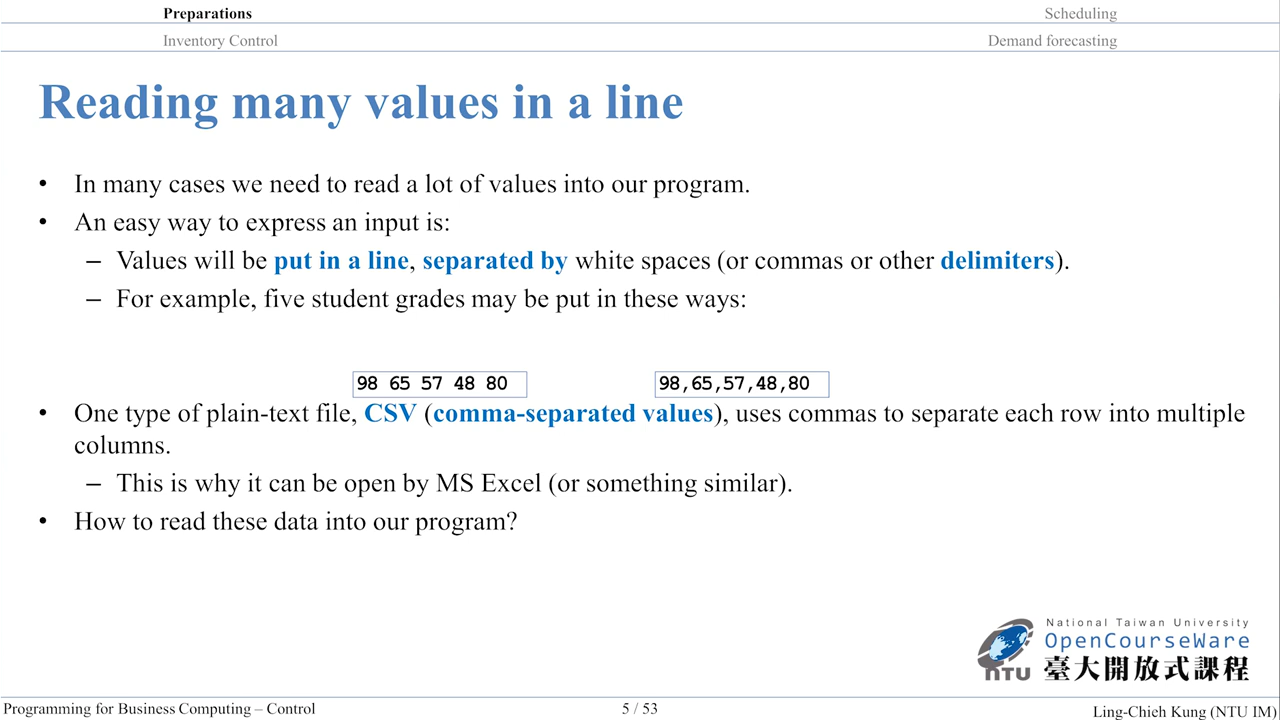 Preparations
Scheduling
Inventory Control
Demand forecasting
Reading many values in a line
• In many cases we need to read a lot of values into our program.
• An easy way to express an input is:
– Values will be put in a line, separated by white spaces (or commas or other delimiters).
– For example, five student grades may be put in these ways:
98 65 57 48 80
98,65,57,48,80
• One type of plain-text file, CSV (comma-separated values), uses commas to separate each row into multiple
columns.
– This is why it can be open by MS Excel (or something similar).
• How to read these data into our program?
National Taiwan University
OpenCourseWare
臺大開放式課程
NTU
Programming for Business Computing – Control
5 / 53
Ling-Chieh Kung (NTU IM)